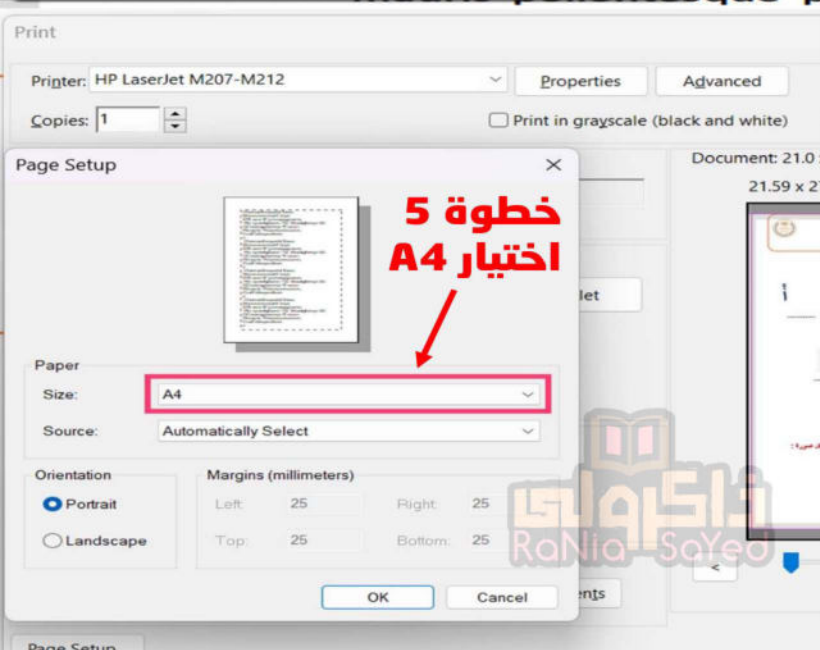 Print
Printer: HP LaserJet M207-M212
Properties
Advanced
Copies: 1
Print in grayscale (black and white)
Document: 21.0
21.59 x 2
Page Setup
خطوة 5
اختيار A4
let
أ
Paper
Size: A4
Source: Automatically Select
Orientation
Portrait
Landscape
Margins (millimeters)
Left: 25
Right: 25
Top: 25
Bottom: 25
ذاكرولي
RaNia SaYed
<
OK
Cancel
ents
Page Setup